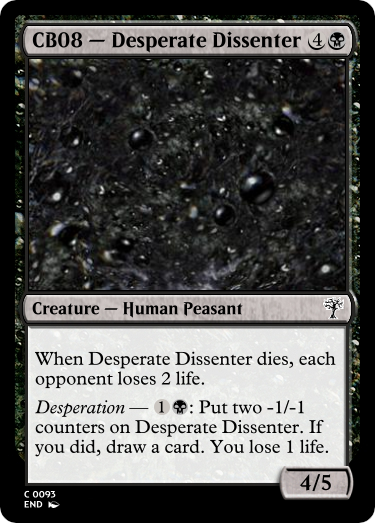 CB08 — Desperate Dissenter 4
Creature — Human Peasant
When Desperate Dissenter dies, each
opponent loses 2 life.
Desperation — 1: Put two -1/-1
counters on Desperate Dissenter. If
you did, draw a card. You lose 1 life.
4/5
C 0093
END